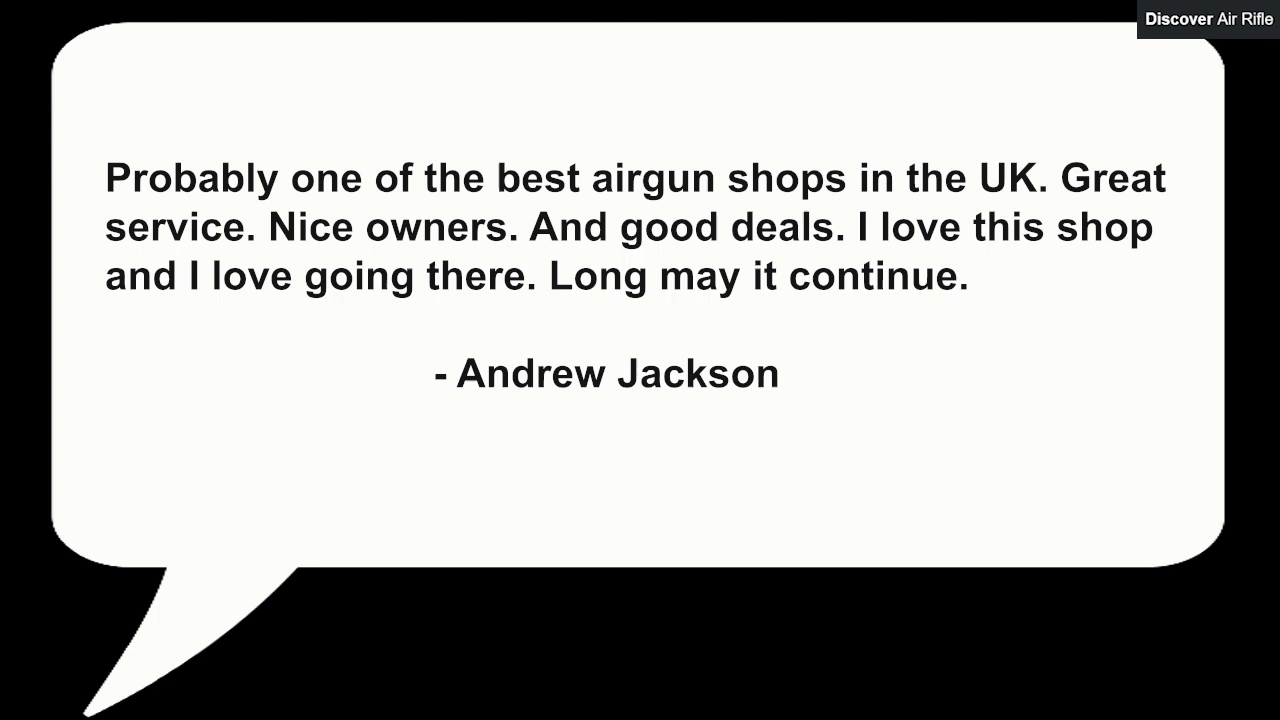 Discover Air Rifle
Probably one of the best airgun shops in the UK. Great
service. Nice owners. And good deals. I love this shop
and I love going there. Long may it continue.
- Andrew Jackson